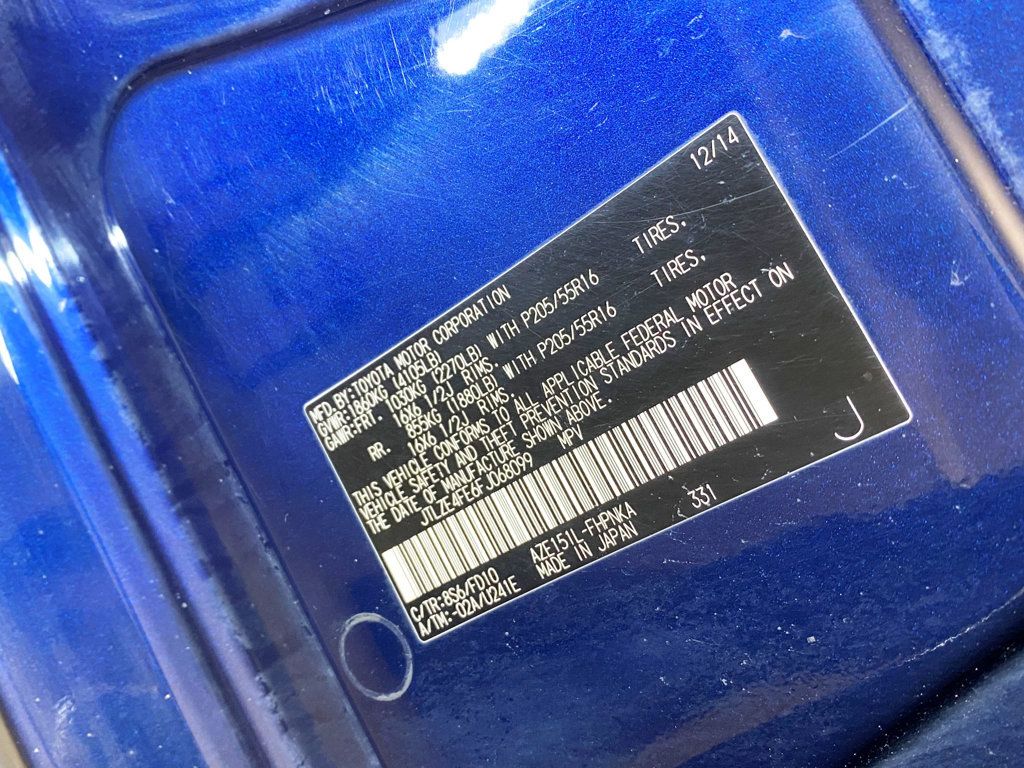 12/14
MFD.BY:TOYOTA MOTOR CORPORATION
GVWR:1860KG (4105LB)
GAWR:FRT. 1030KG (2270LB) WITH P205/55R16 TIRES,
16X6 1/2J RIMS.
RR. 855KG (1880LB) WITH P205/55R16 TIRES,
16X6 1/2J RIMS.
THIS VEHICLE CONFORMS TO ALL APPLICABLE FEDERAL MOTOR
VEHICLE SAFETY AND THEFT PREVENTION STANDARDS IN EFFECT ON
THE DATE OF MANUFACTURE SHOWN ABOVE.
JTLZE4FE6FJ068099 MPV
C/TR:8S6/FD10 AZE151L-FHPNKA
A/TM:-02A/U241E MADE IN JAPAN 331
J